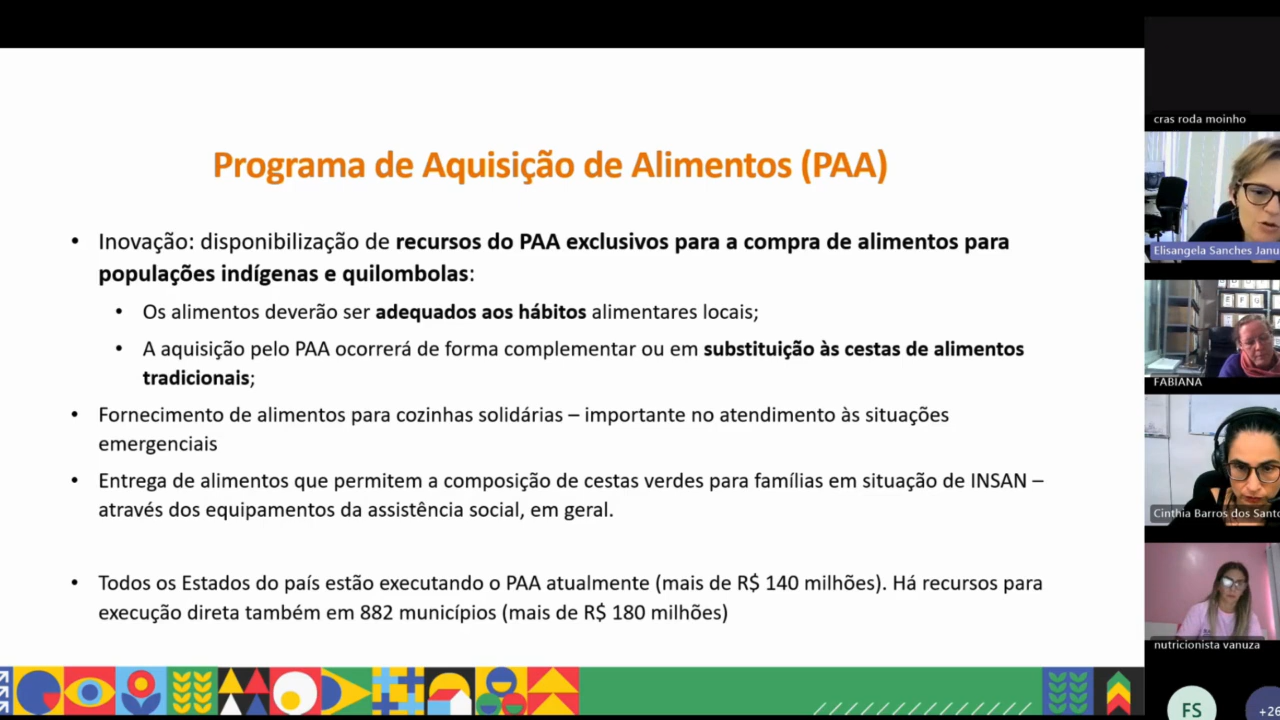 Programa de Aquisição de Alimentos (PAA)
• Inovação: disponibilização de recursos do PAA exclusivos para a compra de alimentos para
populações indígenas e quilombolas:
• Os alimentos deverão ser adequados aos hábitos alimentares locais;
• A aquisição pelo PAA ocorrerá de forma complementar ou em substituição às cestas de alimentos
tradicionais;
• Fornecimento de alimentos para cozinhas solidárias – importante no atendimento às situações
emergenciais
• Entrega de alimentos que permitem a composição de cestas verdes para famílias em situação de INSAN –
através dos equipamentos da assistência social, em geral.
• Todos os Estados do país estão executando o PAA atualmente (mais de R$ 140 milhões). Há recursos para
execução direta também em 882 municípios (mais de R$ 180 milhões)
cras roda moinho
Elisangela Sanches Janu
FABIANA
Cinthia Barros dos Santo
nutricionista vanuza
FS
+26